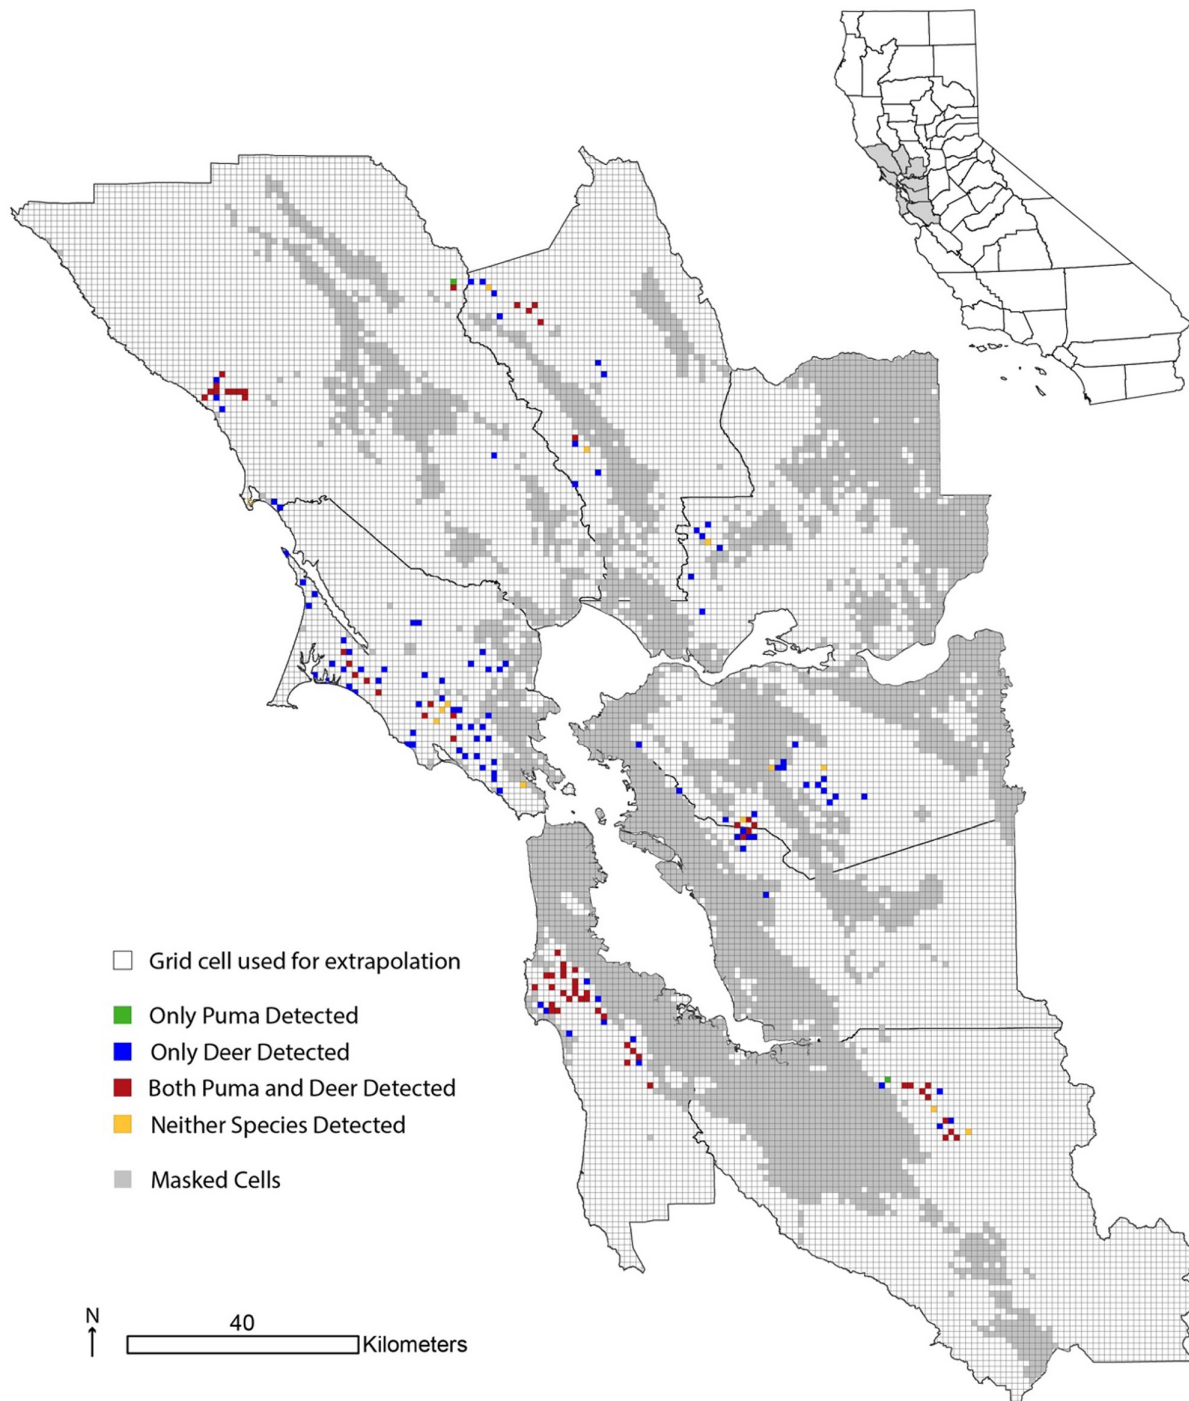 Grid cell used for extrapolation
Only Puma Detected
Only Deer Detected
Both Puma and Deer Detected
Neither Species Detected
Masked Cells
N
40
Kilometers